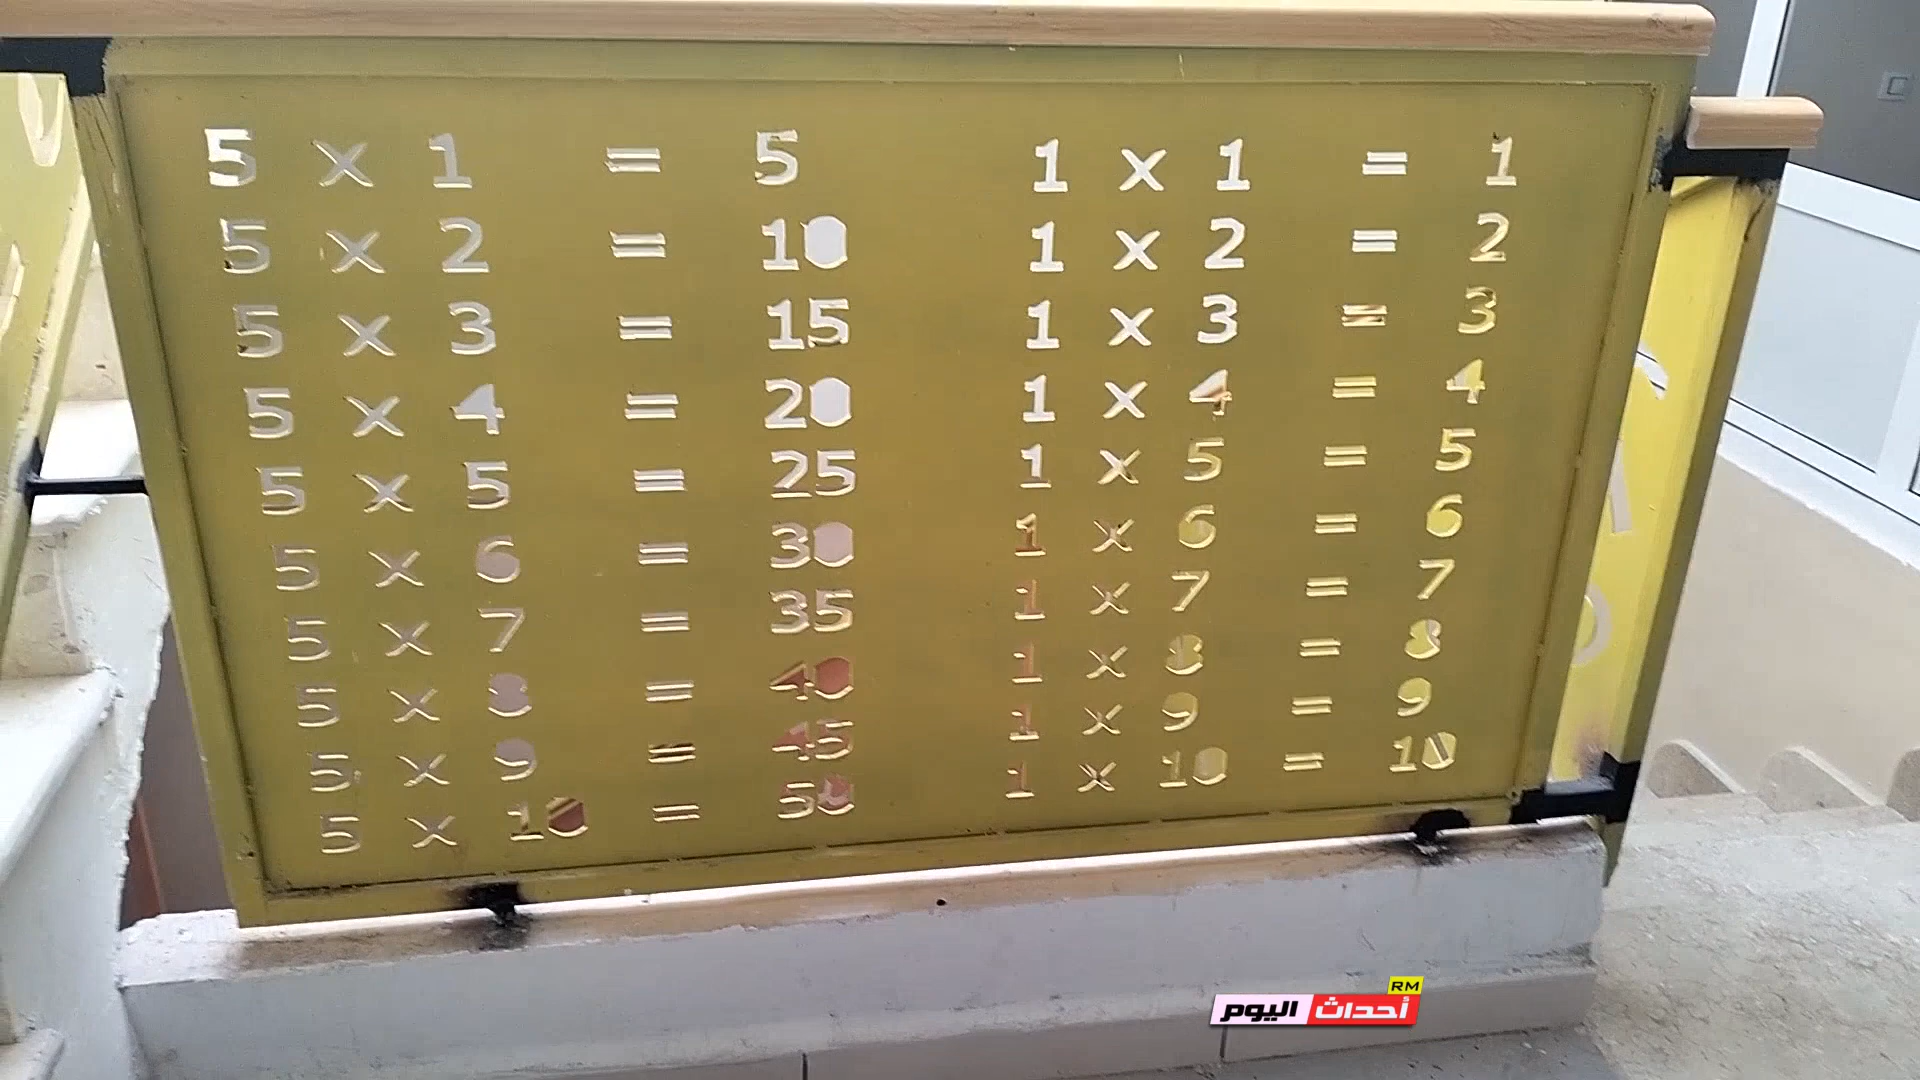 5 x 1 = 5
5 x 2 = 10
5 x 3 = 15
5 x 4 = 20
5 x 5 = 25
5 x 6 = 30
5 x 7 = 35
5 x 8 = 40
5 x 9 = 45
5 x 10 = 50
1 x 1 = 1
1 x 2 = 2
1 x 3 = 3
1 x 4 = 4
1 x 5 = 5
1 x 6 = 6
1 x 7 = 7
1 x 8 = 8
1 x 9 = 9
1 x 10 = 10
RM
أحداث اليوم